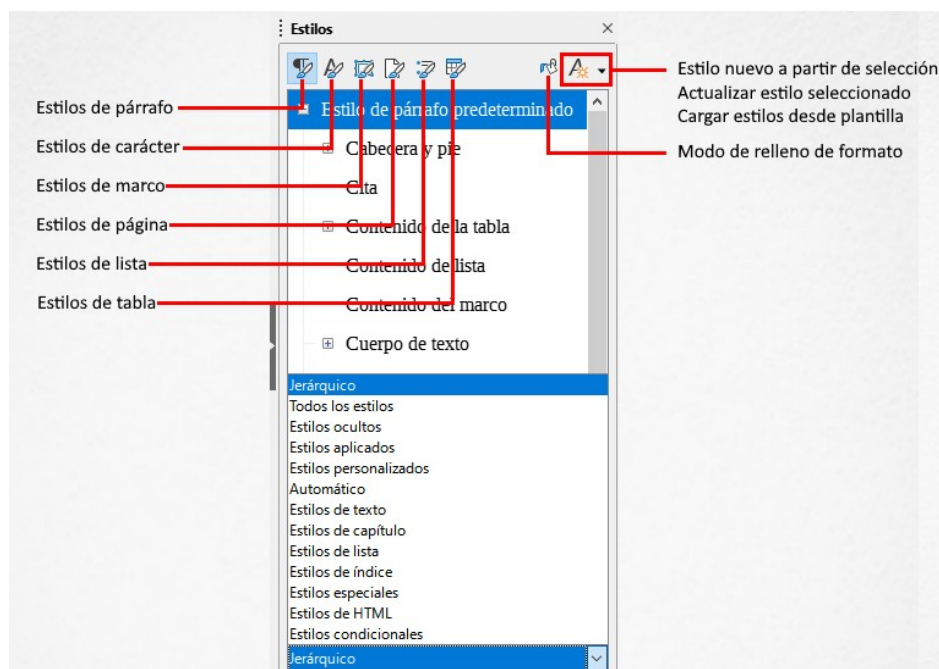 Estilos
Estilos de párrafo
Estilos de carácter
Estilos de marco
Estilos de página
Estilos de lista
Estilos de tabla
Estilo nuevo a partir de selección
Actualizar estilo seleccionado
Cargar estilos desde plantilla
Modo de relleno de formato
Estilo de párrafo predeterminado
Cabecera y pie
Cita
Contenido de la tabla
Contenido de lista
Contenido del marco
Cuerpo de texto
Jerárquico
Todos los estilos
Estilos ocultos
Estilos aplicados
Estilos personalizados
Automático
Estilos de texto
Estilos de capítulo
Estilos de lista
Estilos de índice
Estilos especiales
Estilos de HTML
Estilos condicionales
Jerárquico